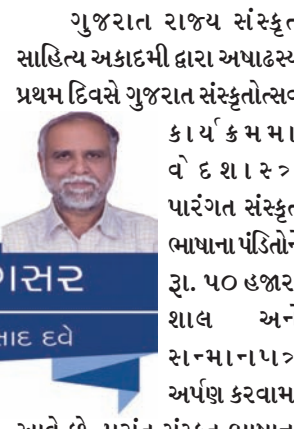 ગુજરાત રાજ્ય સંસ્કૃત
સાહિત્ય અકાદમી દ્વારા અષાઢસ્ય
પ્રથમ દિવસે ગુજરાત સંસ્કૃતોત્સવ
કાર્યક્રમમા
વેદશાસ્ત્ર
પારંગત સંસ્કૃત
ભાષાના પંડિતોને
રૂા. ૫૦ હજાર
શાલ અને
સન્માનપત્ર
અર્પણ કરવામ
ગસર
સાદ દવે